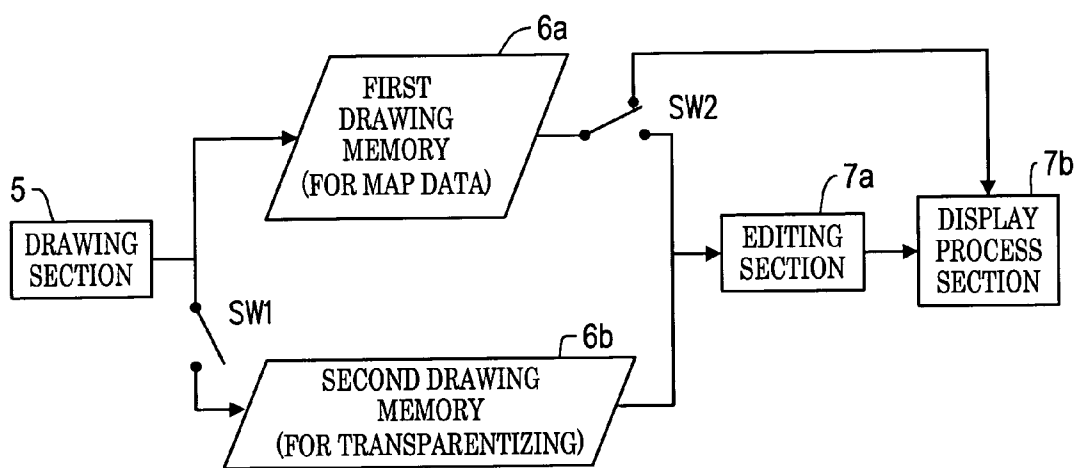 6a
FIRST
DRAWING
MEMORY
(FOR MAP DATA)
SW2
5
DRAWING
SECTION
SW1
7a
EDITING
SECTION
7b
DISPLAY
PROCESS
SECTION
6b
SECOND DRAWING
MEMORY
(FOR TRANSPARENTIZING)